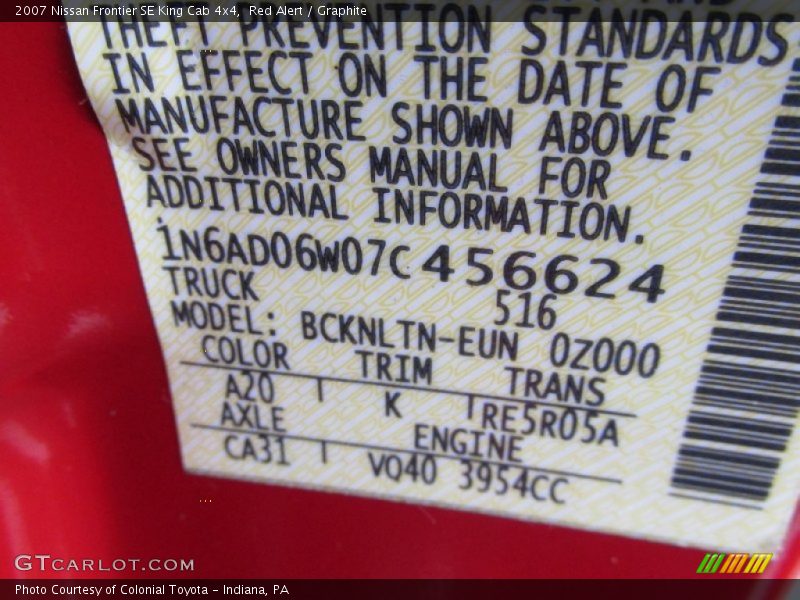 2007 Nissan Frontier SE King Cab 4x4, Red Alert / Graphite
THEFT PREVENTION STANDARDS
IN EFFECT ON THE DATE OF
MANUFACTURE SHOWN ABOVE.
SEE OWNERS MANUAL FOR
ADDITIONAL INFORMATION.
1N6AD06W07C456624
TRUCK 516
MODEL: BCKNLTN-EUN 0Z000
COLOR TRIM TRANS
A20 K RE5R05A
AXLE ENGINE
CA31 VQ40 3954CC
GTCARLOT.COM
Photo Courtesy of Colonial Toyota - Indiana, PA